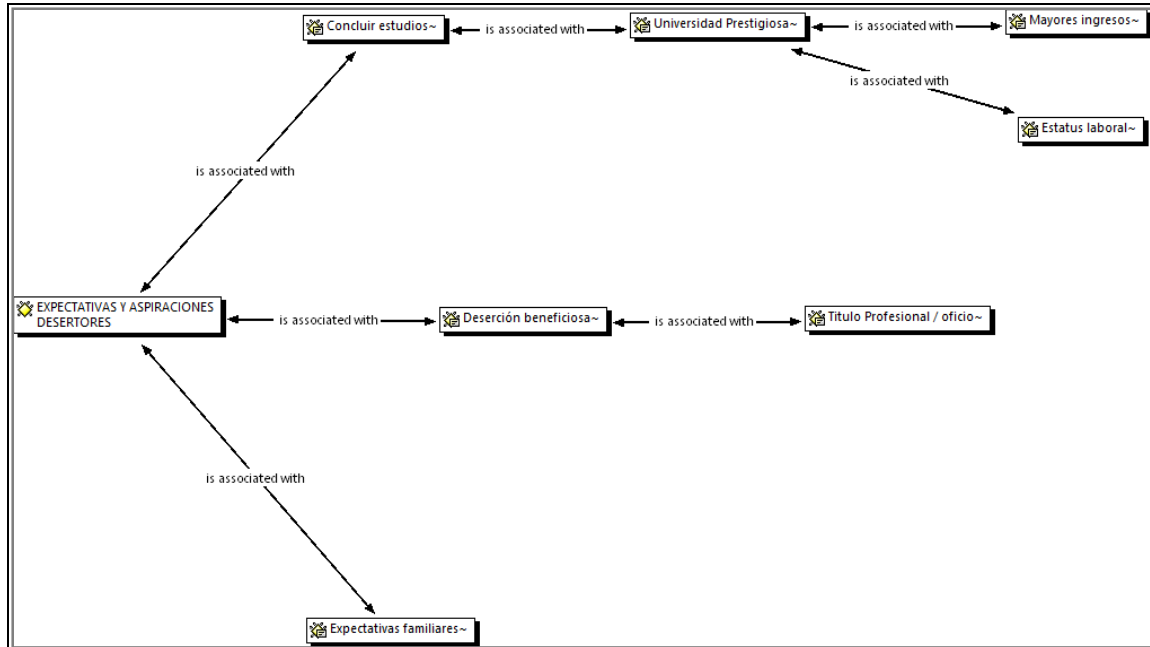 Concluir estudios~
is associated with
Universidad Prestigiosa~
is associated with
Mayores ingresos~
is associated with
Estatus laboral~
is associated with
EXPECTATIVAS Y ASPIRACIONES
DESERTORES
is associated with
Deserción beneficiosa~
is associated with
Titulo Profesional / oficio~
is associated with
Expectativas familiares~